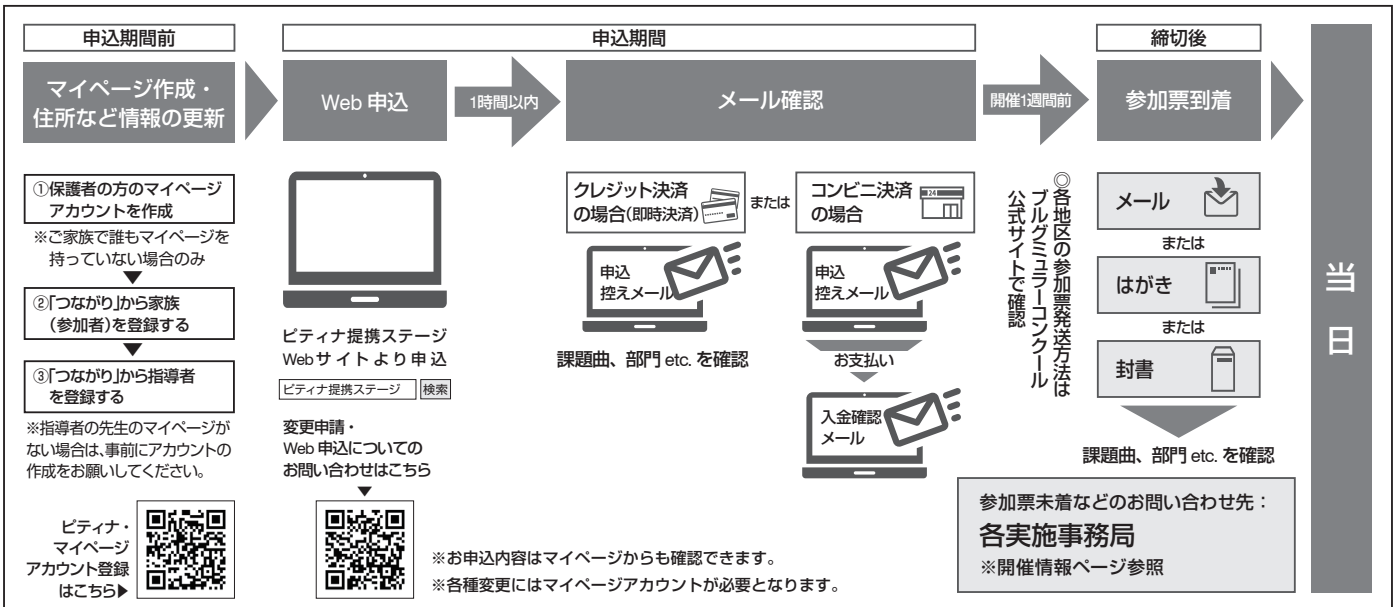 申込期間前
マイページ作成・
住所など情報の更新
①保護者の方のマイページ
アカウントを作成
※ご家族で誰もマイページを
持っていない場合のみ
②「つながり」から家族
(参加者)を登録する
③「つながり」から指導者
を登録する
※指導者の先生のマイページが
ない場合は、事前にアカウントの
作成をお願いしてください。
ピティナ・
マイページ
アカウント登録
はこちら▶
申込期間
Web 申込
1時間以内
メール確認
ピティナ提携ステージ
Webサイトより申込
ピティナ提携ステージ 検索
変更申請・
Web 申込についての
お問い合わせはこちら
クレジット決済
の場合(即時決済)
または
コンビニ決済
の場合
24
申込
控えメール
課題曲、部門 etc. を確認
申込
控えメール
お支払い
入金確認
メール
※お申込内容はマイページからも確認できます。
※各種変更にはマイページアカウントが必要となります。
開催1週間前
◎各地区の参加票発送方法は
ブルグミュラーコンクール
公式サイトで確認
締切後
参加票到着
メール
または
はがき
または
封書
課題曲、部門 etc. を確認
参加票未着などのお問い合わせ先：
各実施事務局
※開催情報ページ参照
当日